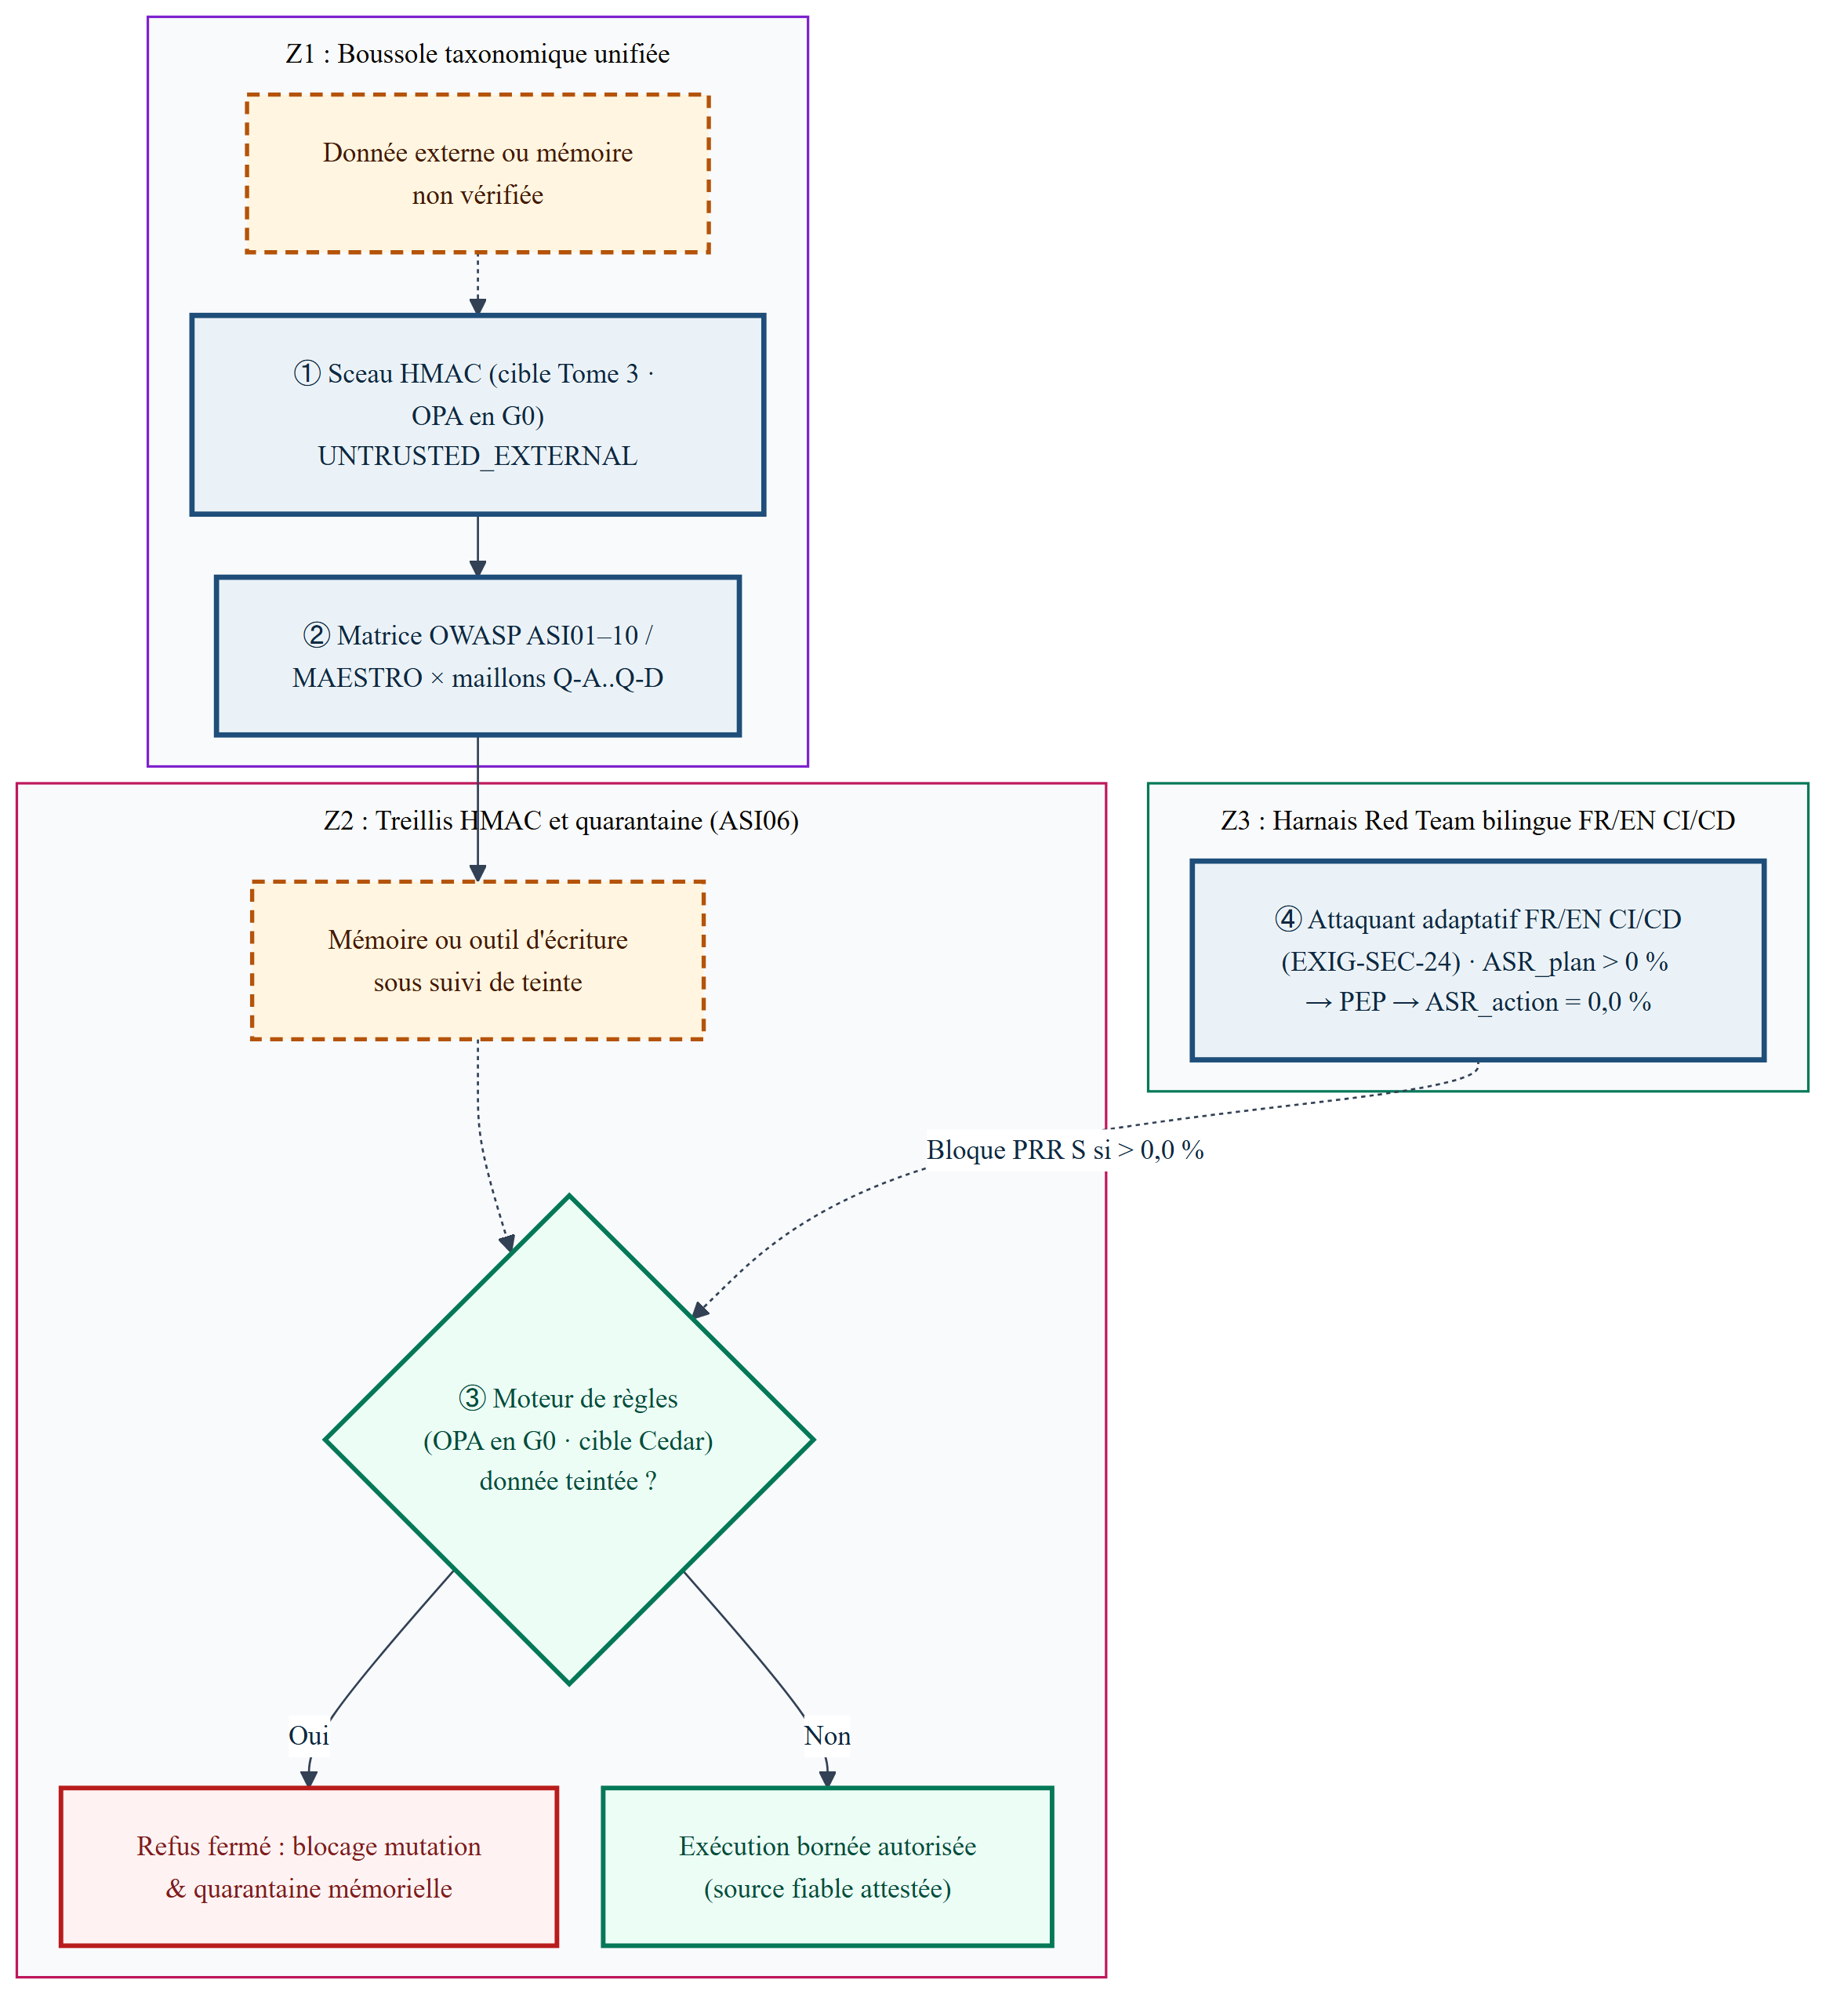 Z1 : Boussole taxonomique unifiée
Donnée externe ou mémoire
non vérifiée
① Sceau HMAC (cible Tome 3 ·
OPA en G0)
UNTRUSTED_EXTERNAL
② Matrice OWASP ASI01–10 /
MAESTRO × maillons Q-A..Q-D
Z2 : Treillis HMAC et quarantaine (ASI06)
Mémoire ou outil d'écriture
sous suivi de teinte
Z3 : Harnais Red Team bilingue FR/EN CI/CD
④ Attaquant adaptatif FR/EN CI/CD
(EXIG-SEC-24) · ASR_plan > 0 %
→ PEP → ASR_action = 0,0 %
Bloque PRR S si > 0,0 %
③ Moteur de règles
(OPA en G0 · cible Cedar)
donnée teintée ?
Oui
Non
Refus fermé : blocage mutation
& quarantaine mémorielle
Exécution bornée autorisée
(source fiable attestée)